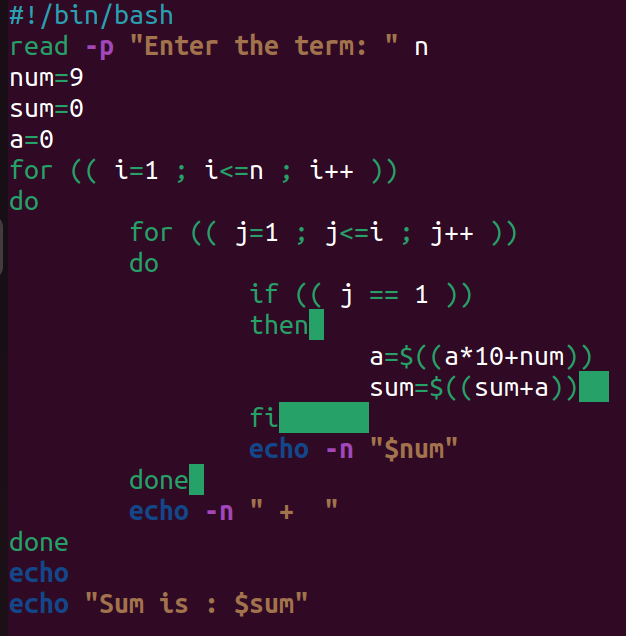 #!/bin/bash
read -p "Enter the term: " n
num=9
sum=0
a=0
for (( i=1 ; i<=n ; i++ ))
do
        for (( j=1 ; j<=i ; j++ ))
        do
                if (( j == 1 ))
                then
                        a=$((a*10+num))
                        sum=$((sum+a))
                fi
                echo -n "$num"
        done
        echo -n " +  "
done
echo
echo "Sum is : $sum"